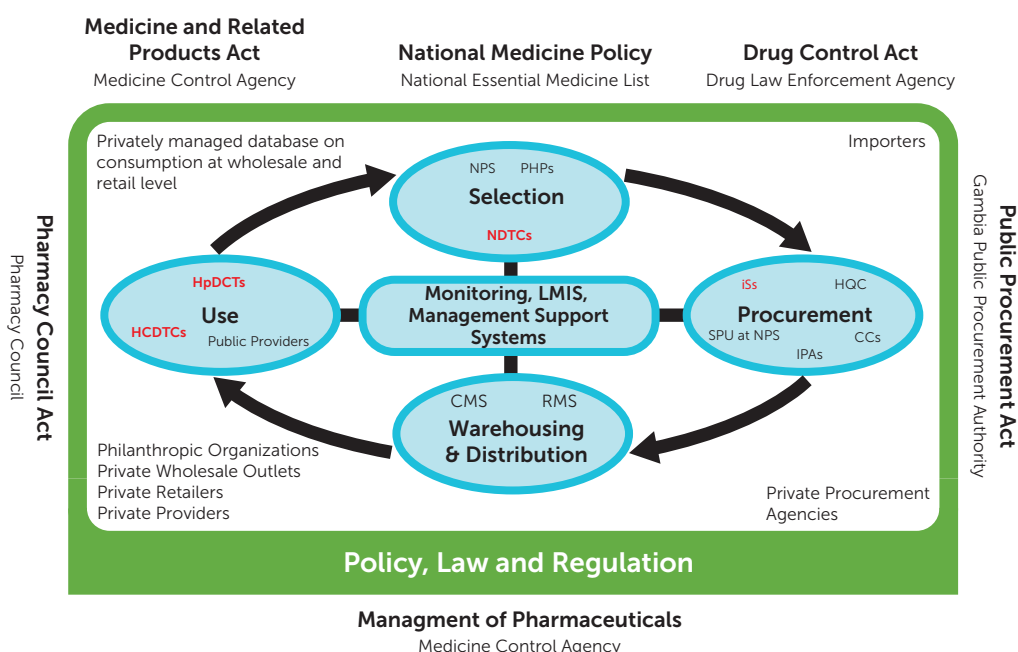 Medicine and Related
Products Act
Medicine Control Agency
National Medicine Policy
National Essential Medicine List
Drug Control Act
Drug Law Enforcement Agency
Privately managed database on
consumption at wholesale and
retail level
Importers
NPS PHPs
Selection
NDTCs
Pharmacy Council Act
Pharmacy Council
HpDCTs
Use
HCDTCs
Public Providers
Monitoring, LMIS,
Management Support
Systems
iSs HQC
Procurement
SPU at NPS
CCs
IPAs
Public Procurement Act
Gambia Public Procurement Authority
CMS RMS
Warehousing
& Distribution
Philanthropic Organizations
Private Wholesale Outlets
Private Retailers
Private Providers
Private Procurement
Agencies
Policy, Law and Regulation
Managment of Pharmaceuticals
Medicine Control Agency